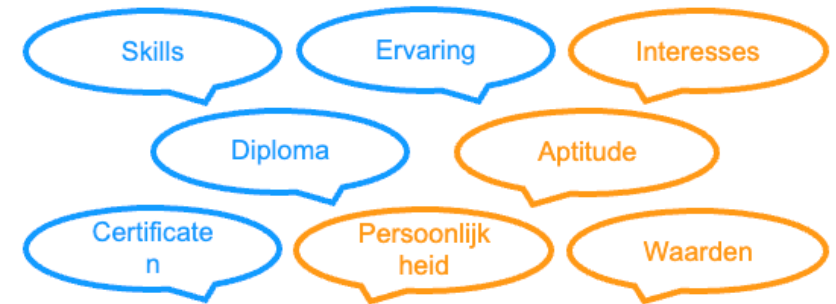 Skills
Ervaring
Interesses
Diploma
Aptitude
Certificate
n
Persoonlijk
heid
Waarden